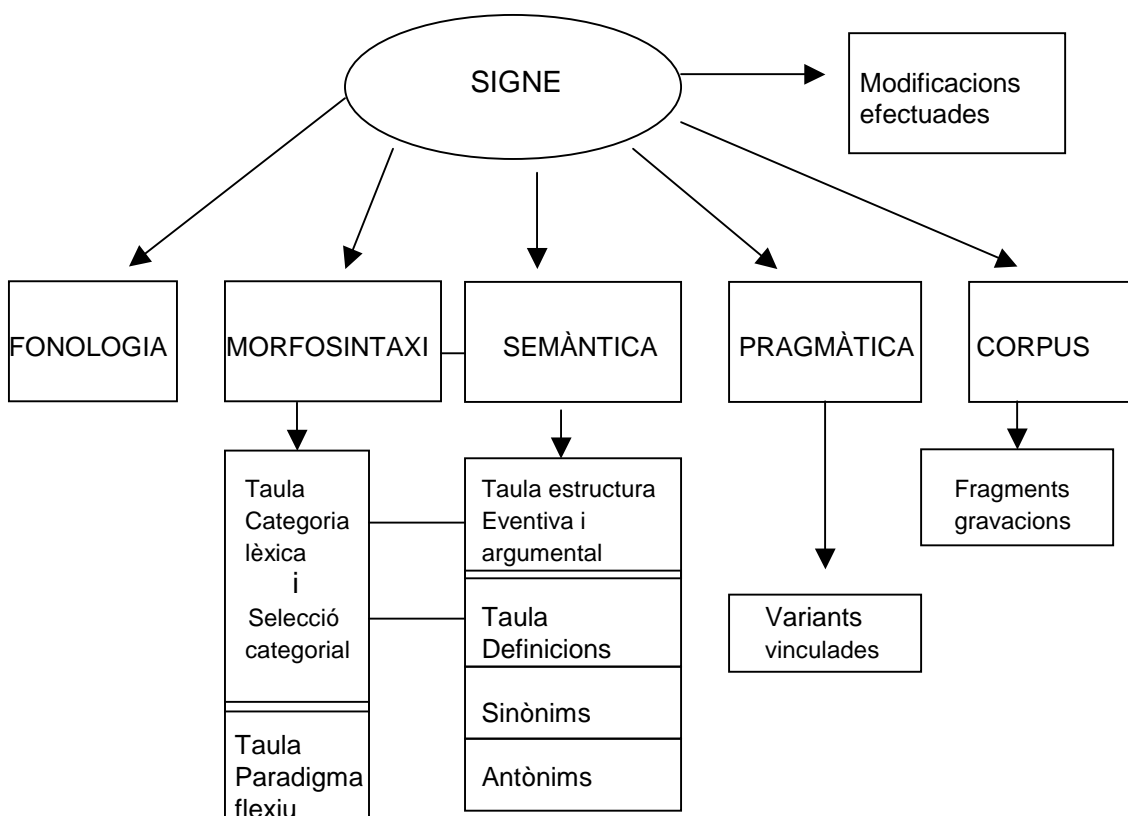 SIGNE
Modificacions
efectuades
FONOLOGIA
MORFOSINTAXI
SEMÀNTICA
PRAGMÀTICA
CORPUS
Taula
Categoria
lèxica
i
Selecció
categorial
Taula
Paradigma
flexiu
Taula estructura
Eventiva i
argumental
Taula
Definicions
Sinònims
Antònims
Variants
vinculades
Fragments
gravacions